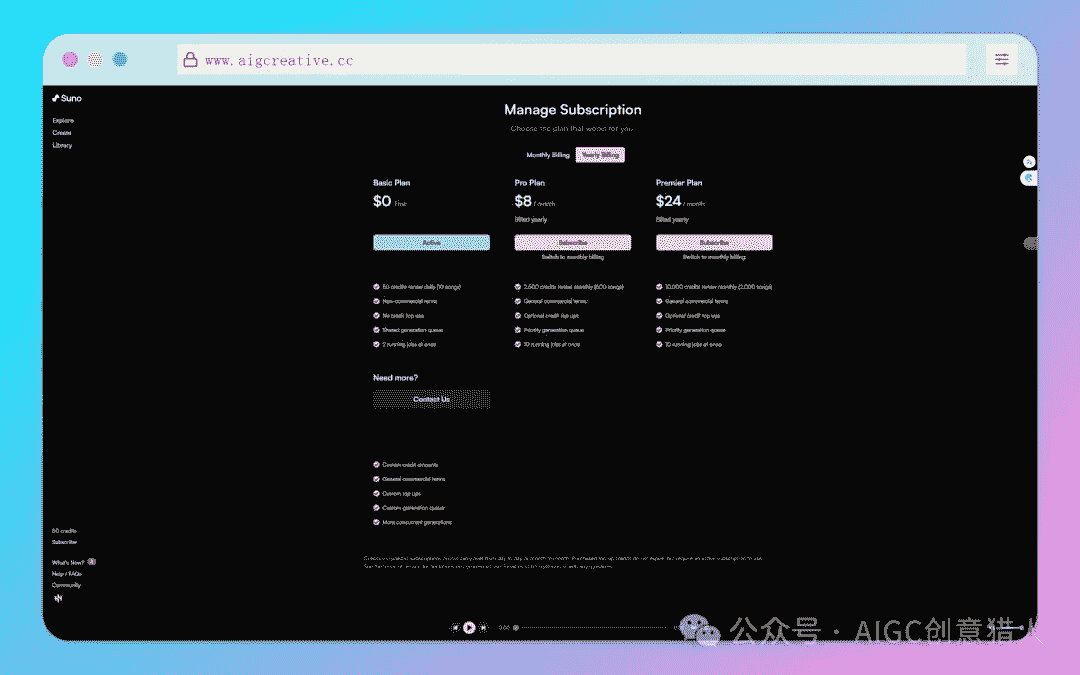 www.aigcreative.cc
Suno
Explore
Create
Library
Manage Subscription
Choose the plan that works for you
Monthly Billing
Yearly Billing
Basic Plan
$0
Active
50 credits renew daily (10 songs)
Non-commercial terms
No credit top ups
Shared generation queue
2 running jobs at once
Pro Plan
$8 / month
Billed yearly
Subscribe
Switch to monthly billing
2,500 credits renew monthly (500 songs)
General commercial terms
Optional credit top ups
Priority generation queue
10 running jobs at once
Premier Plan
$24 / month
Billed yearly
Subscribe
Switch to monthly billing
10,000 credits renew monthly (2,000 songs)
General commercial terms
Optional credit top ups
Priority generation queue
10 running jobs at once
Need more?
Contact Us
Custom credit amounts
General commercial terms
Custom top ups
Custom generation queue
More concurrent generations
50 credits
Subscribe
What's New?
Help / FAQs
Community
0:00
公众号 · AIGC创意猎人